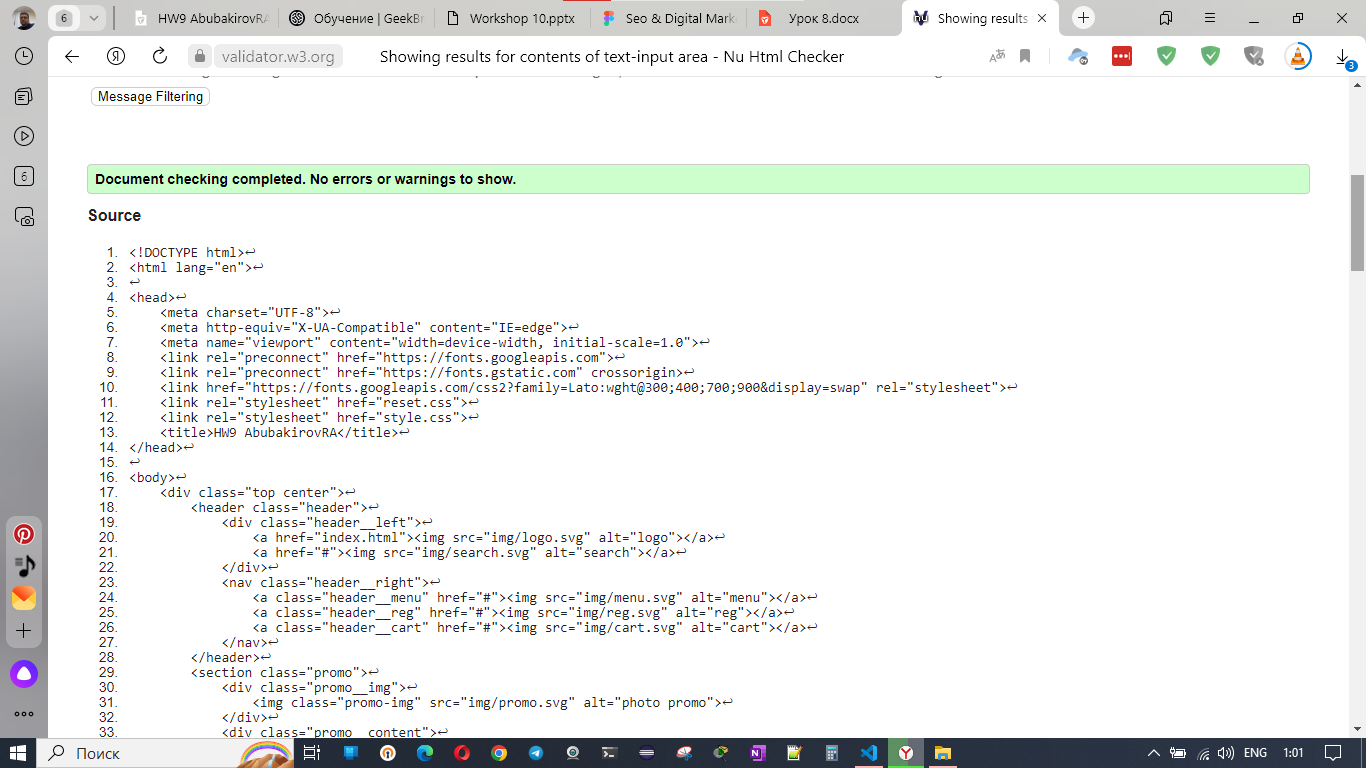 6
HW9 AbubakirovRA
Обучение | GeekBr
Workshop 10.pptx
Seo & Digital Mark
Урок 8.docx
Showing results
validator.w3.org
Showing results for contents of text-input area - Nu Html Checker
3
6
Message Filtering
Document checking completed. No errors or warnings to show.
Source
1. <!DOCTYPE html>↩
2. <html lang="en">↩
3. ↩
4. <head>↩
5. <meta charset="UTF-8">↩
6. <meta http-equiv="X-UA-Compatible" content="IE=edge">↩
7. <meta name="viewport" content="width=device-width, initial-scale=1.0">↩
8. <link rel="preconnect" href="https://fonts.googleapis.com">↩
9. <link rel="preconnect" href="https://fonts.gstatic.com" crossorigin>↩
10. <link href="https://fonts.googleapis.com/css2?family=Lato:wght@300;400;700;900&display=swap" rel="stylesheet">↩
11. <link rel="stylesheet" href="reset.css">↩
12. <link rel="stylesheet" href="style.css">↩
13. <title>HW9 AbubakirovRA</title>↩
14. </head>↩
15. ↩
16. <body>↩
17. <div class="top center">↩
18. <header class="header">↩
19. <div class="header__left">↩
20. <a href="index.html"><img src="img/logo.svg" alt="logo"></a>↩
21. <a href="#"><img src="img/search.svg" alt="search"></a>↩
22. </div>↩
23. <nav class="header__right">↩
24. <a class="header__menu" href="#"><img src="img/menu.svg" alt="menu"></a>↩
25. <a class="header__reg" href="#"><img src="img/reg.svg" alt="reg"></a>↩
26. <a class="header__cart" href="#"><img src="img/cart.svg" alt="cart"></a>↩
27. </nav>↩
28. </header>↩
29. <section class="promo">↩
30. <div class="promo__img">↩
31. <img class="promo-img" src="img/promo.svg" alt="photo promo">↩
32. </div>↩
33. <div class="promo__content">↩
Поиск
ENG
1:01